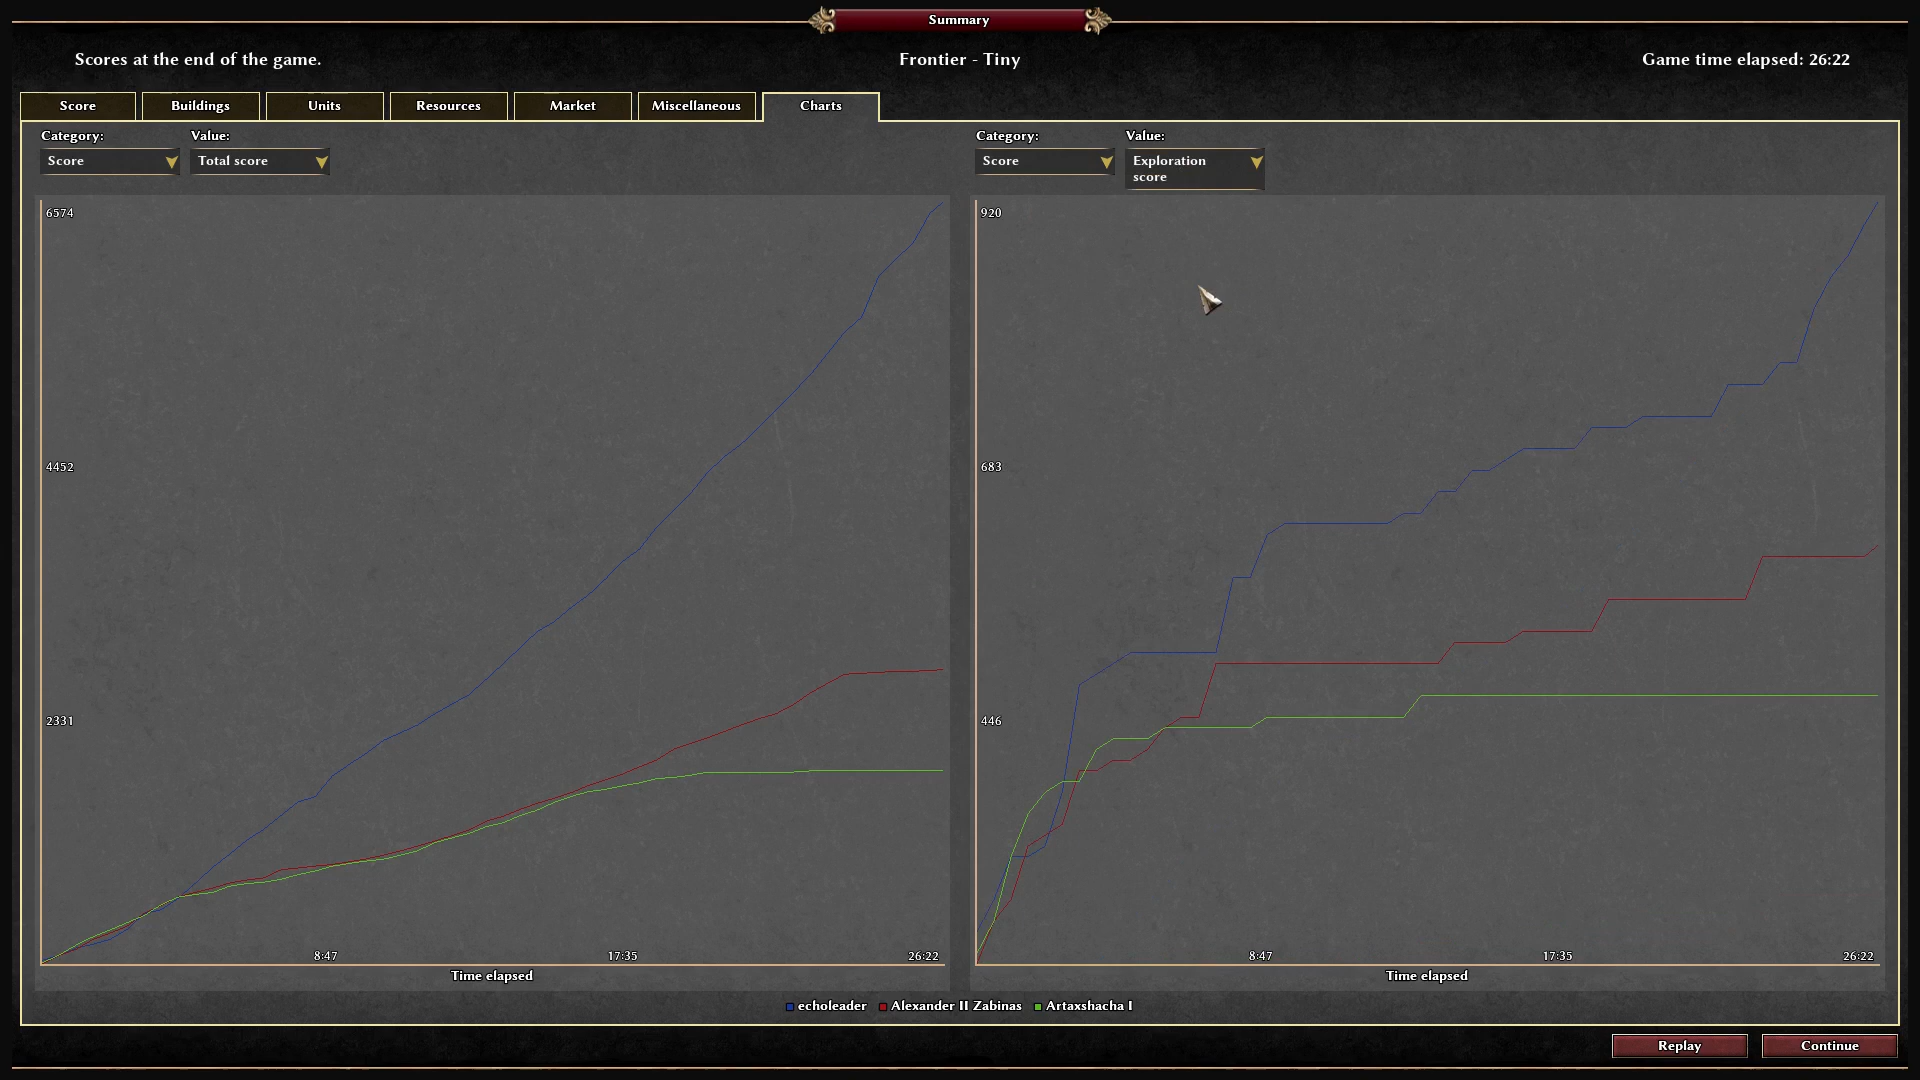 Summary
Scores at the end of the game.
Frontier - Tiny
Game time elapsed: 26:22
Score
Buildings
Units
Resources
Market
Miscellaneous
Charts
Category:
Value:
Score
Total score
6574
4452
2331
8:47
17:35
26:22
Time elapsed
Category:
Value:
Score
Exploration
score
920
683
446
8:47
17:35
26:22
Time elapsed
echoleader
Alexander II Zabinas
Artaxshacha I
Replay
Continue